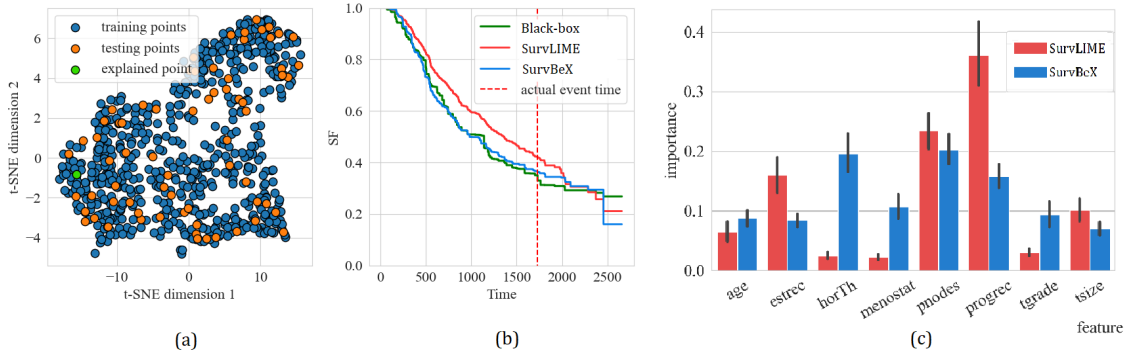 training points
testing points
explained point
6
4
2
0
−2
−4
t-SNE dimension 2
−10
0
10
t-SNE dimension 1
(a)
Black-box
SurvLIME
SurvBeX
actual event time
1.0
0.8
0.6
0.4
0.2
0.0
SF
0
500
1000
1500
2000
2500
Time
(b)
SurvLIME
SurvBeX
0.4
0.3
0.2
0.1
0.0
importance
age
estrec
horTh
menostat
pnodes
progrec
tgrade
tsize
feature
(c)